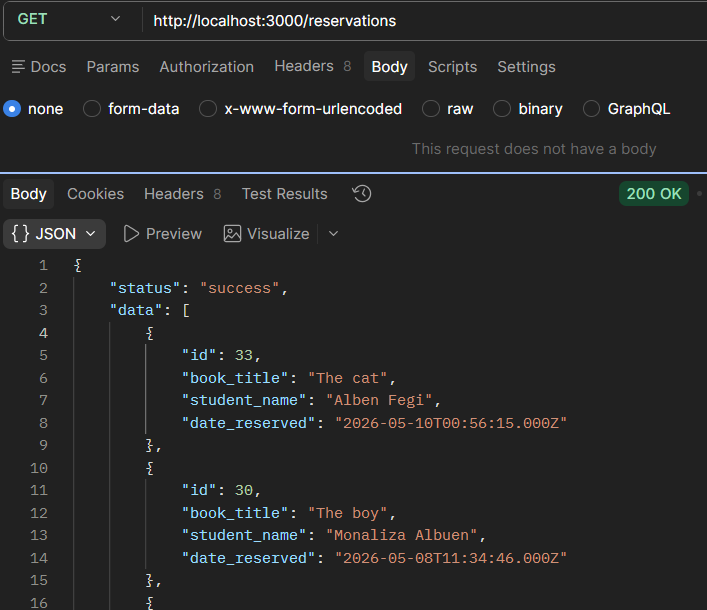 GET http://localhost:3000/reservations
Docs Params Authorization Headers 8 Body Scripts Settings
none form-data x-www-form-urlencoded raw binary GraphQL
This request does not have a body
Body Cookies Headers 8 Test Results 200 OK
{} JSON Preview Visualize
1 {
2 "status": "success",
3 "data": [
4 {
5 "id": 33,
6 "book_title": "The cat",
7 "student_name": "Alben Fegi",
8 "date_reserved": "2026-05-10T00:56:15.000Z"
9 },
10 {
11 "id": 30,
12 "book_title": "The boy",
13 "student_name": "Monaliza Albuen",
14 "date_reserved": "2026-05-08T11:34:46.000Z"
15 },
16 {